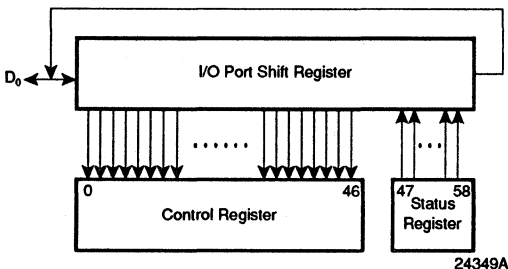 I/O Port Shift Register
D₀
0
46
Control Register
47
58
Status
Register
24349A